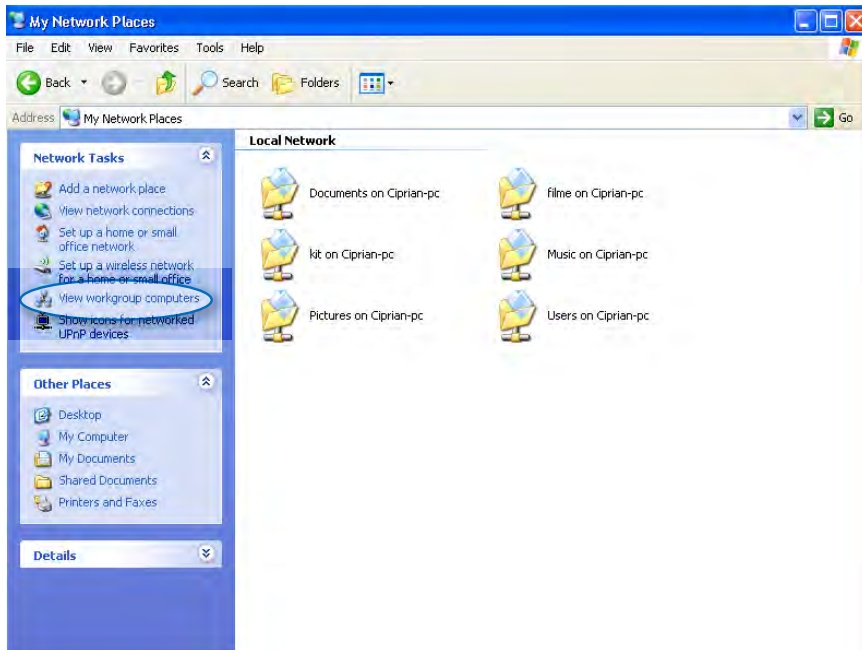 My Network Places
File Edit View Favorites Tools Help
Back Search Folders
Address My Network Places Go
Network Tasks
Add a network place
View network connections
Set up a home or small
office network
Set up a wireless network
for a home or small office
View workgroup computers
Show icons for networked
UPnP devices
Other Places
Desktop
My Computer
My Documents
Shared Documents
Printers and Faxes
Details
Local Network
Documents on Ciprian-pc
filme on Ciprian-pc
kit on Ciprian-pc
Music on Ciprian-pc
Pictures on Ciprian-pc
Users on Ciprian-pc